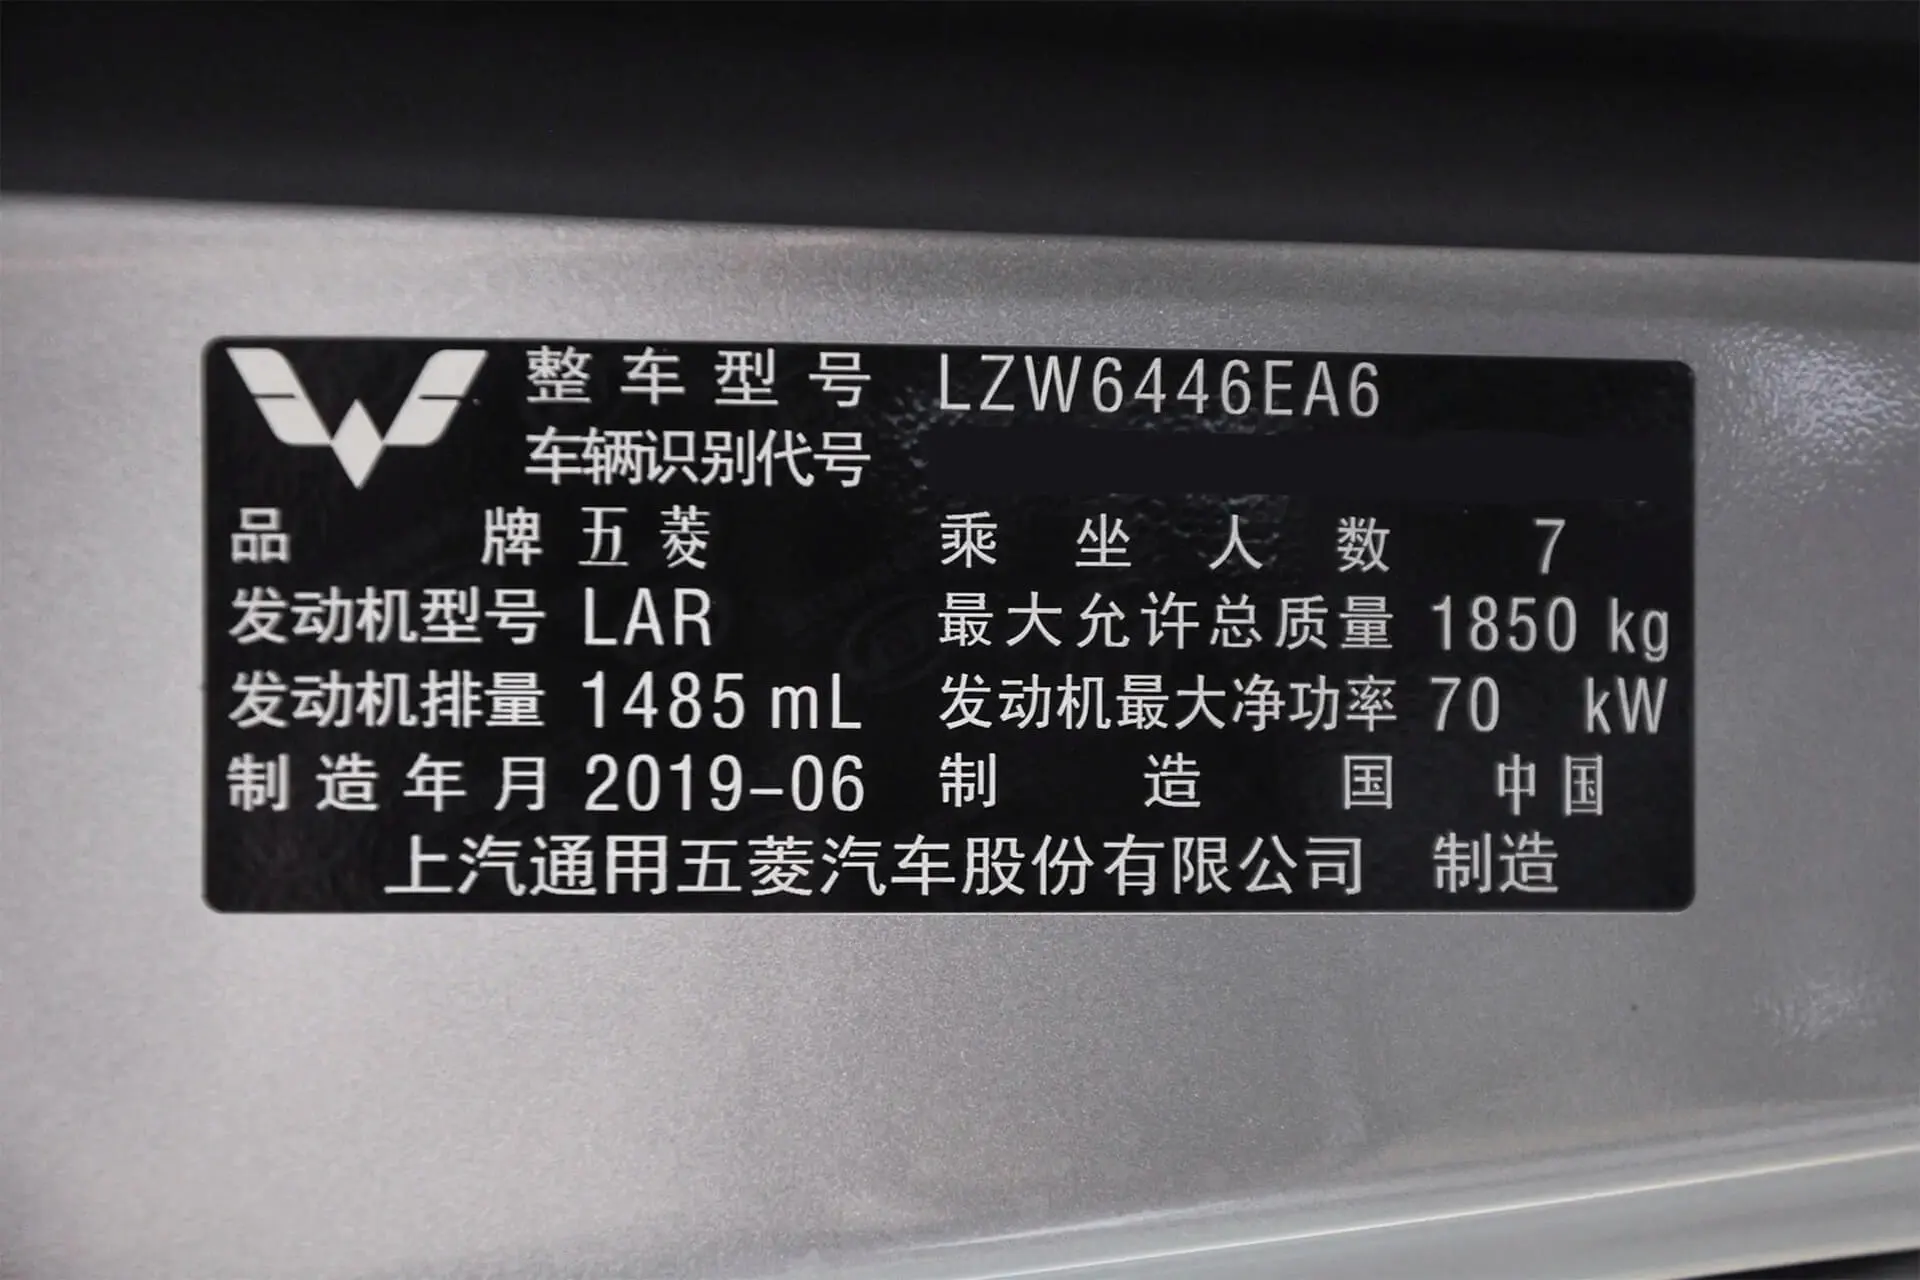 整车型号 LZW6446EA6
车辆识别代号
品牌 五菱 乘坐人数 7
发动机型号 LAR 最大允许总质量 1850 kg
发动机排量 1485 mL 发动机最大净功率 70 kW
制造年月 2019-06 制造国 中国
上汽通用五菱汽车股份有限公司 制造